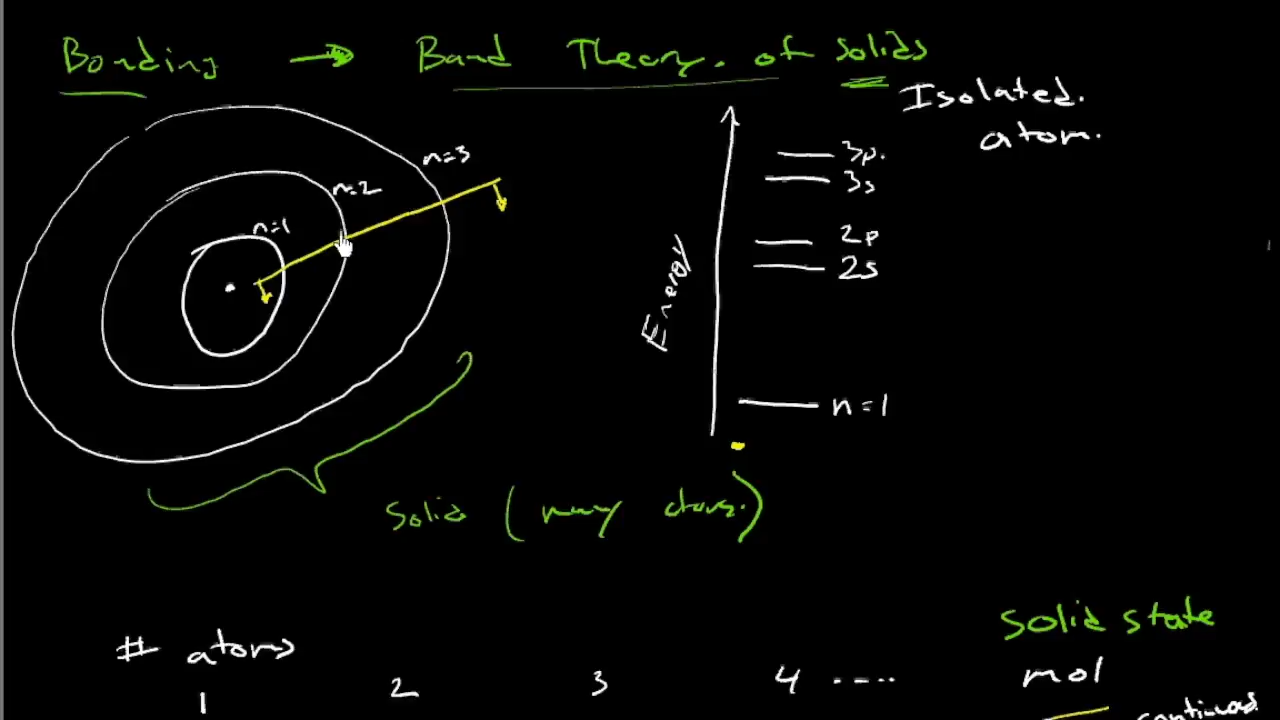 Bonding → Band Theory. of solids
Isolated.
atom.
n=3
n=2
n=1
3p.
3s
2p
2s
Energy
n=1
Solid (many atoms.)
Solid state
# atoms
mol
1 2 3 4 ....